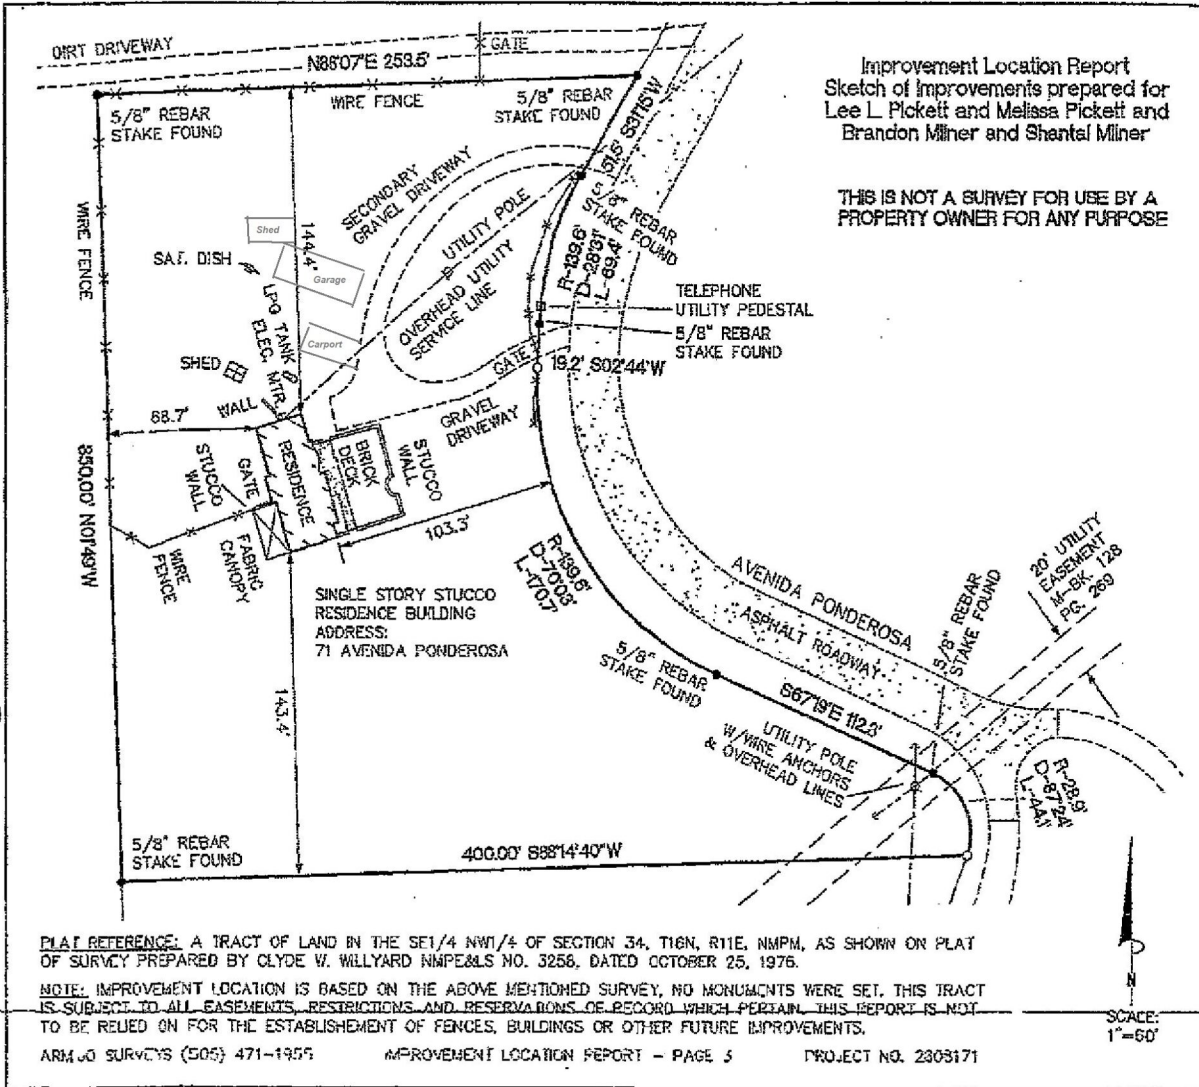 Improvement Location Report
Sketch of Improvements prepared for
Lee L. Pickett and Melissa Pickett and
Brandon Milner and Shantal Milner
THIS IS NOT A SURVEY FOR USE BY A
PROPERTY OWNER FOR ANY PURPOSE
DIRT DRIVEWAY
GATE
N88°07'E 253.5'
WIRE FENCE
5/8" REBAR
STAKE FOUND
5/8" REBAR
STAKE FOUND
51.5' S31°15'W
5/8" REBAR
STAKE FOUND
SECONDARY
GRAVEL DRIVEWAY
UTILITY POLE
OVERHEAD UTILITY
SERVICE LINE
WIRE FENCE
144.4'
Shed
Garage
Carport
SAT. DISH
LPG TANK
ELEC. MTR.
SHED
WALL
68.7'
R-139.6'
D-28°31'
L-69.4'
TELEPHONE
UTILITY PEDESTAL
5/8" REBAR
STAKE FOUND
GATE
19.2' S02°44'W
GRAVEL
DRIVEWAY
STUCCO
WALL
BRICK
DECK
RESIDENCE
GATE
STUCCO
WALL
850.00' N01°49'W
WIRE
FENCE
FABRIC
CANOPY
103.3'
R-139.6'
D-70°03'
L-170.7'
SINGLE STORY STUCCO
RESIDENCE BUILDING
ADDRESS:
71 AVENIDA PONDEROSA
AVENIDA PONDEROSA
ASPHALT ROADWAY
5/8" REBAR
STAKE FOUND
20' UTILITY
EASEMENT
M-BK. 128
PG. 269
5/8" REBAR
STAKE FOUND
S67°19'E 112.3'
UTILITY POLE
W/WIRE ANCHORS
& OVERHEAD LINES
R-28.9'
D-87°24'
L-44.1'
143.4'
5/8" REBAR
STAKE FOUND
400.00' S88°14'40"W
PLAT REFERENCE: A TRACT OF LAND IN THE SE1/4 NW1/4 OF SECTION 34, T16N, R11E, NMPM, AS SHOWN ON PLAT
OF SURVEY PREPARED BY CLYDE W. WILLYARD NMPE&LS NO. 3258, DATED OCTOBER 25, 1976.
NOTE: IMPROVEMENT LOCATION IS BASED ON THE ABOVE MENTIONED SURVEY, NO MONUMENTS WERE SET, THIS TRACT
IS SUBJECT TO ALL EASEMENTS, RESTRICTIONS AND RESERVATIONS OF RECORD WHICH PERTAIN, THIS REPORT IS NOT
TO BE RELIED ON FOR THE ESTABLISHEMENT OF FENCES, BUILDINGS OR OTHER FUTURE IMPROVEMENTS.
SURVEYS (505) 471-1955
IMPROVEMENT LOCATION REPORT - PAGE 3
PROJECT NO. 2303171
N
SCALE:
1"=60'